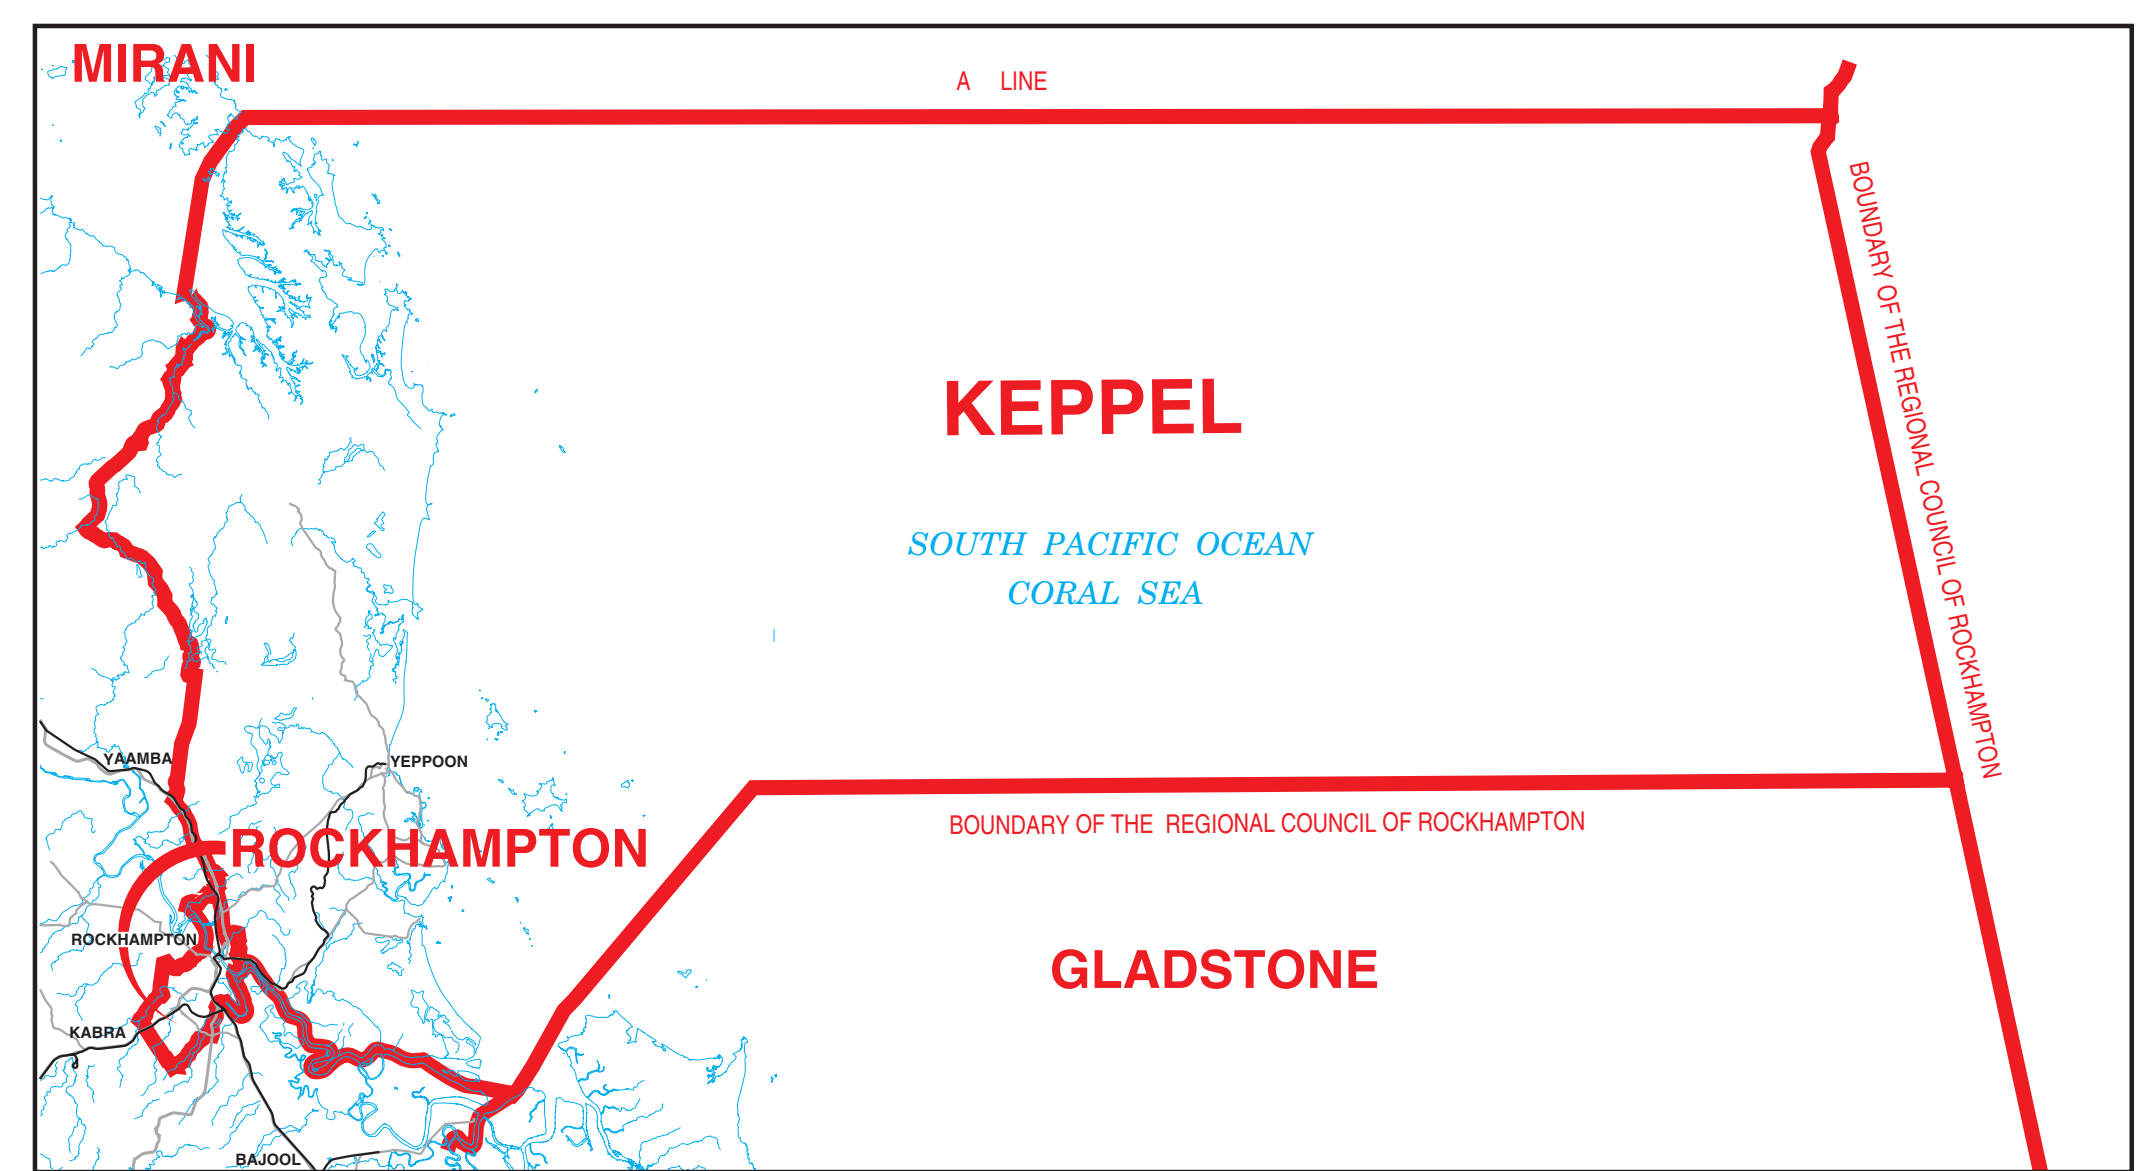 MIRANI
A LINE
BOUNDARY OF THE REGIONAL COUNCIL OF ROCKHAMPTON
KEPPEL
SOUTH PACIFIC OCEAN
CORAL SEA
YAAMBA
YEPPOON
BOUNDARY OF THE REGIONAL COUNCIL OF ROCKHAMPTON
ROCKHAMPTON
ROCKHAMPTON
GLADSTONE
KABRA
BAJOOL